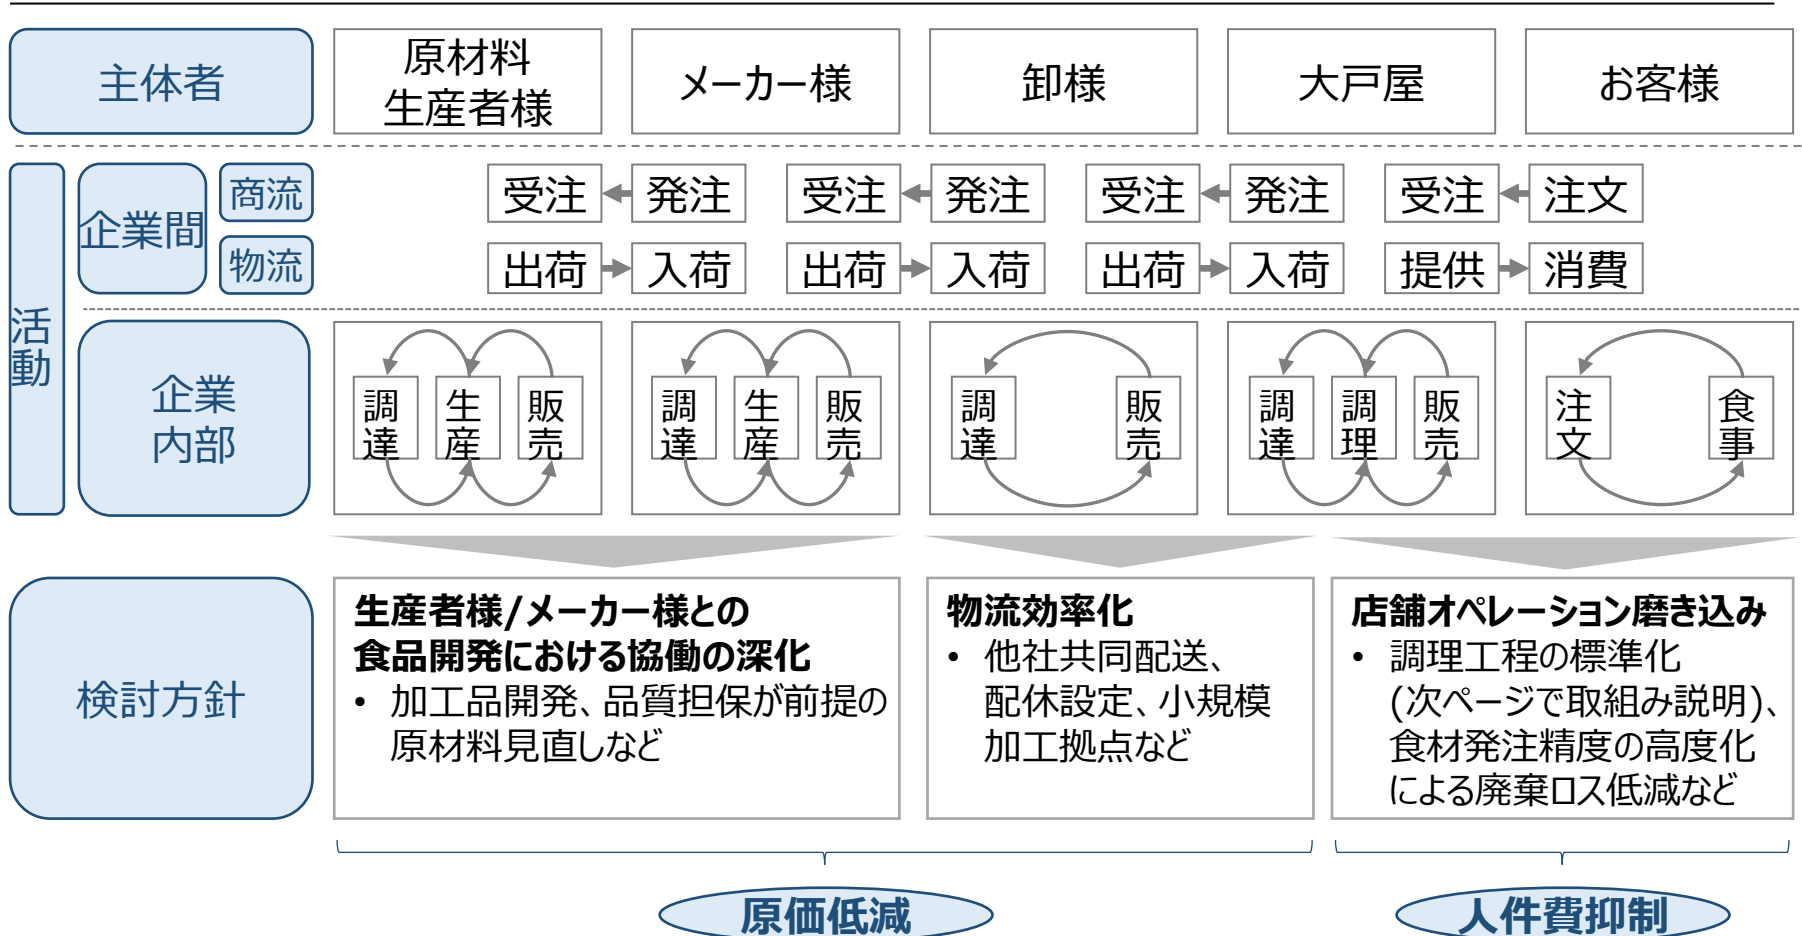 主体者
原材料
生産者様
メーカー様
卸様
大戸屋
お客様
活動
企業間
商流
受注
発注
受注
発注
受注
発注
受注
注文
物流
出荷
入荷
出荷
入荷
出荷
入荷
提供
消費
企業
内部
調達
生産
販売
調達
生産
販売
調達
販売
調達
調理
販売
注文
食事
検討方針
生産者様/メーカー様との
食品開発における協働の深化
• 加工品開発、品質担保が前提の
原材料見直しなど
物流効率化
• 他社共同配送、
配休設定、小規模
加工拠点など
店舗オペレーション磨き込み
• 調理工程の標準化
(次ページで取組み説明)、
食材発注精度の高度化
による廃棄ロス低減など
原価低減
人件費抑制